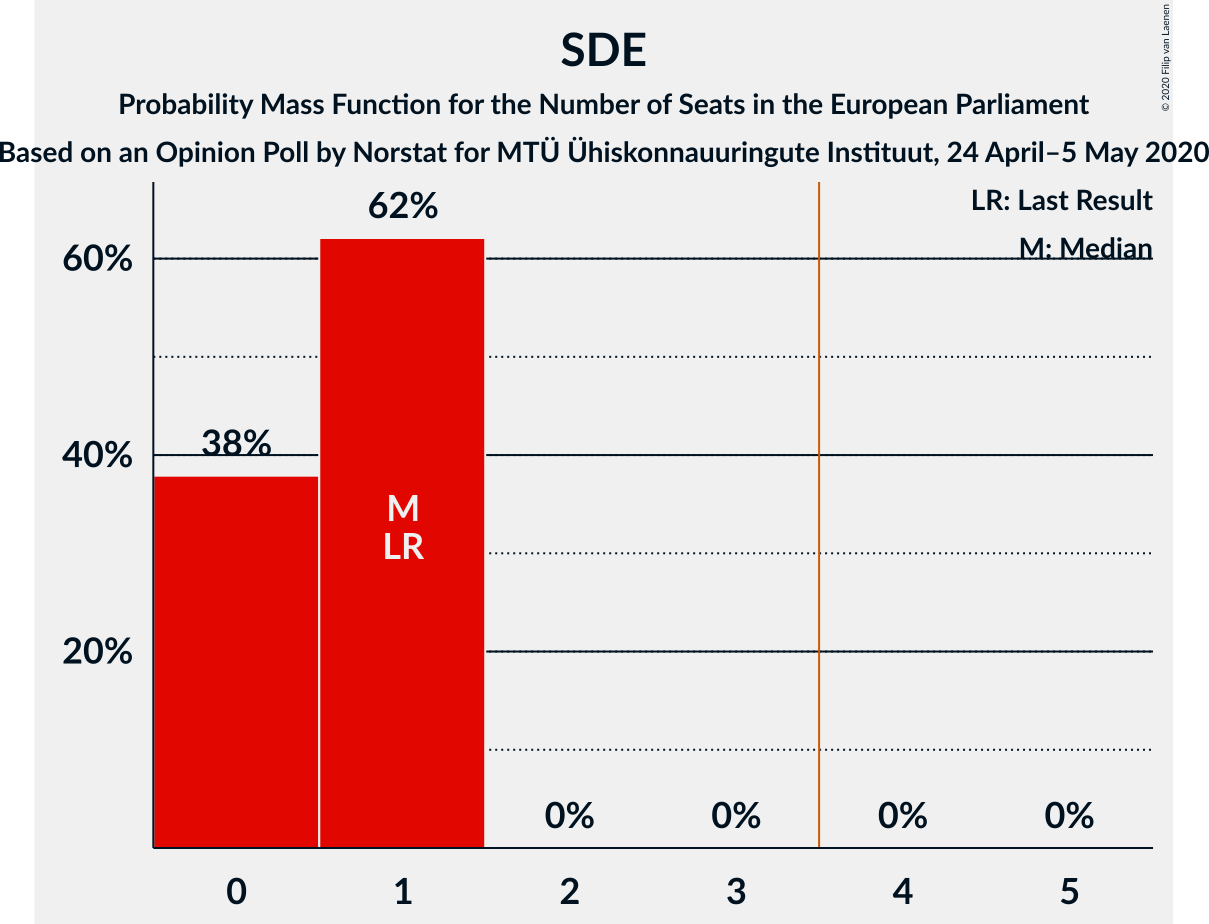 SDE
Probability Mass Function for the Number of Seats in the European Parliament
Based on an Opinion Poll by Norstat for MTÜ Ühiskonnauuringute Instituut, 24 April–5 May 2020
© 2020 Filip van Laenen
LR: Last Result
M: Median
62%
60%
38%
40%
M
LR
20%
0% 0% 0% 0%
0 1 2 3 4 5